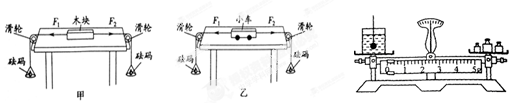 滑轮 F₁ 木块 F₂ 滑轮
砝码 砝码
甲
滑轮 F₁ 小车 F₂ 滑轮
砝码 砝码
乙
0 1 2 3 4 5g